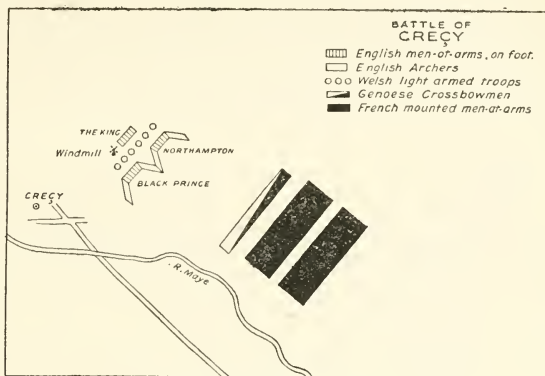 BATTLE OF
CRECY
English men-at-arms, on foot.
English Archers
Welsh light armed troops
Genoese Crossbowmen
French mounted men-at-arms
THE KING
Windmill
NORTHAMPTON
BLACK PRINCE
CRECY
R. Maye